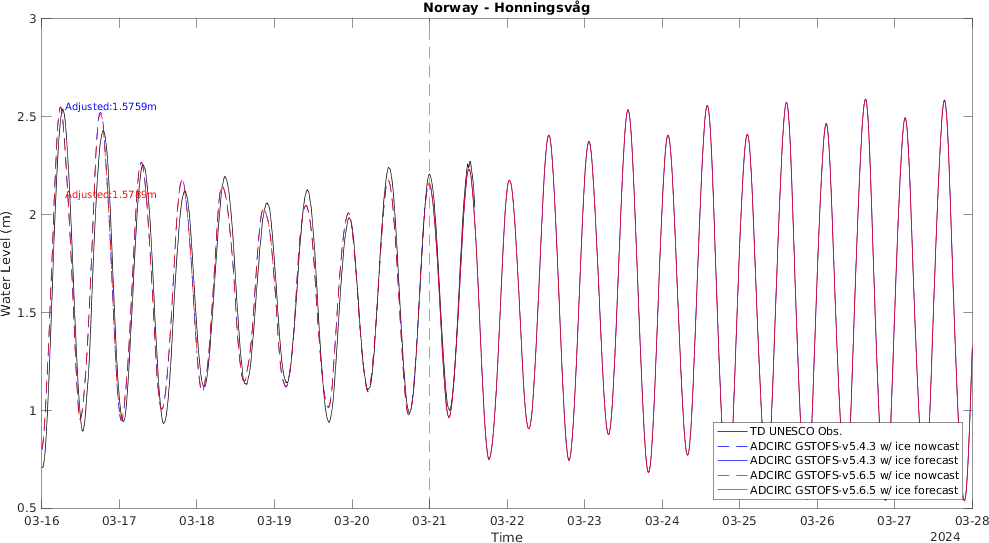 Norway - Honningsvåg
3
2.5
2
1.5
1
0.5
Water Level (m)
Adjusted:1.5759m
Adjusted:1.5789m
TD UNESCO Obs.
ADCIRC GSTOFS-v5.4.3 w/ ice nowcast
ADCIRC GSTOFS-v5.4.3 w/ ice forecast
ADCIRC GSTOFS-v5.6.5 w/ ice nowcast
ADCIRC GSTOFS-v5.6.5 w/ ice forecast
03-16 03-17 03-18 03-19 03-20 03-21 03-22 03-23 03-24 03-25 03-26 03-27 03-28
Time
2024